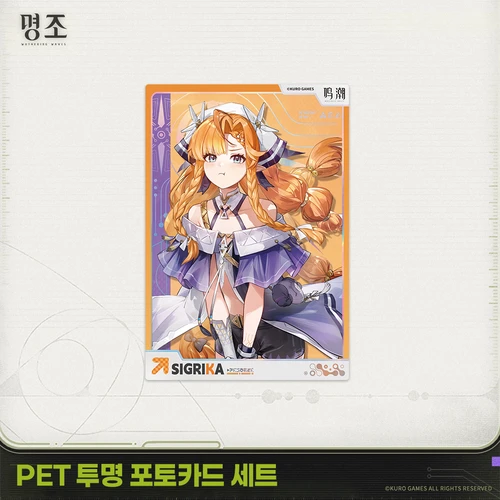 명조
WUTHERING WAVES
©KURO GAMES
鸣潮
SIGRIKA
PET 투명 포토카드 세트
©KURO GAMES ALL RIGHTS RESERVED